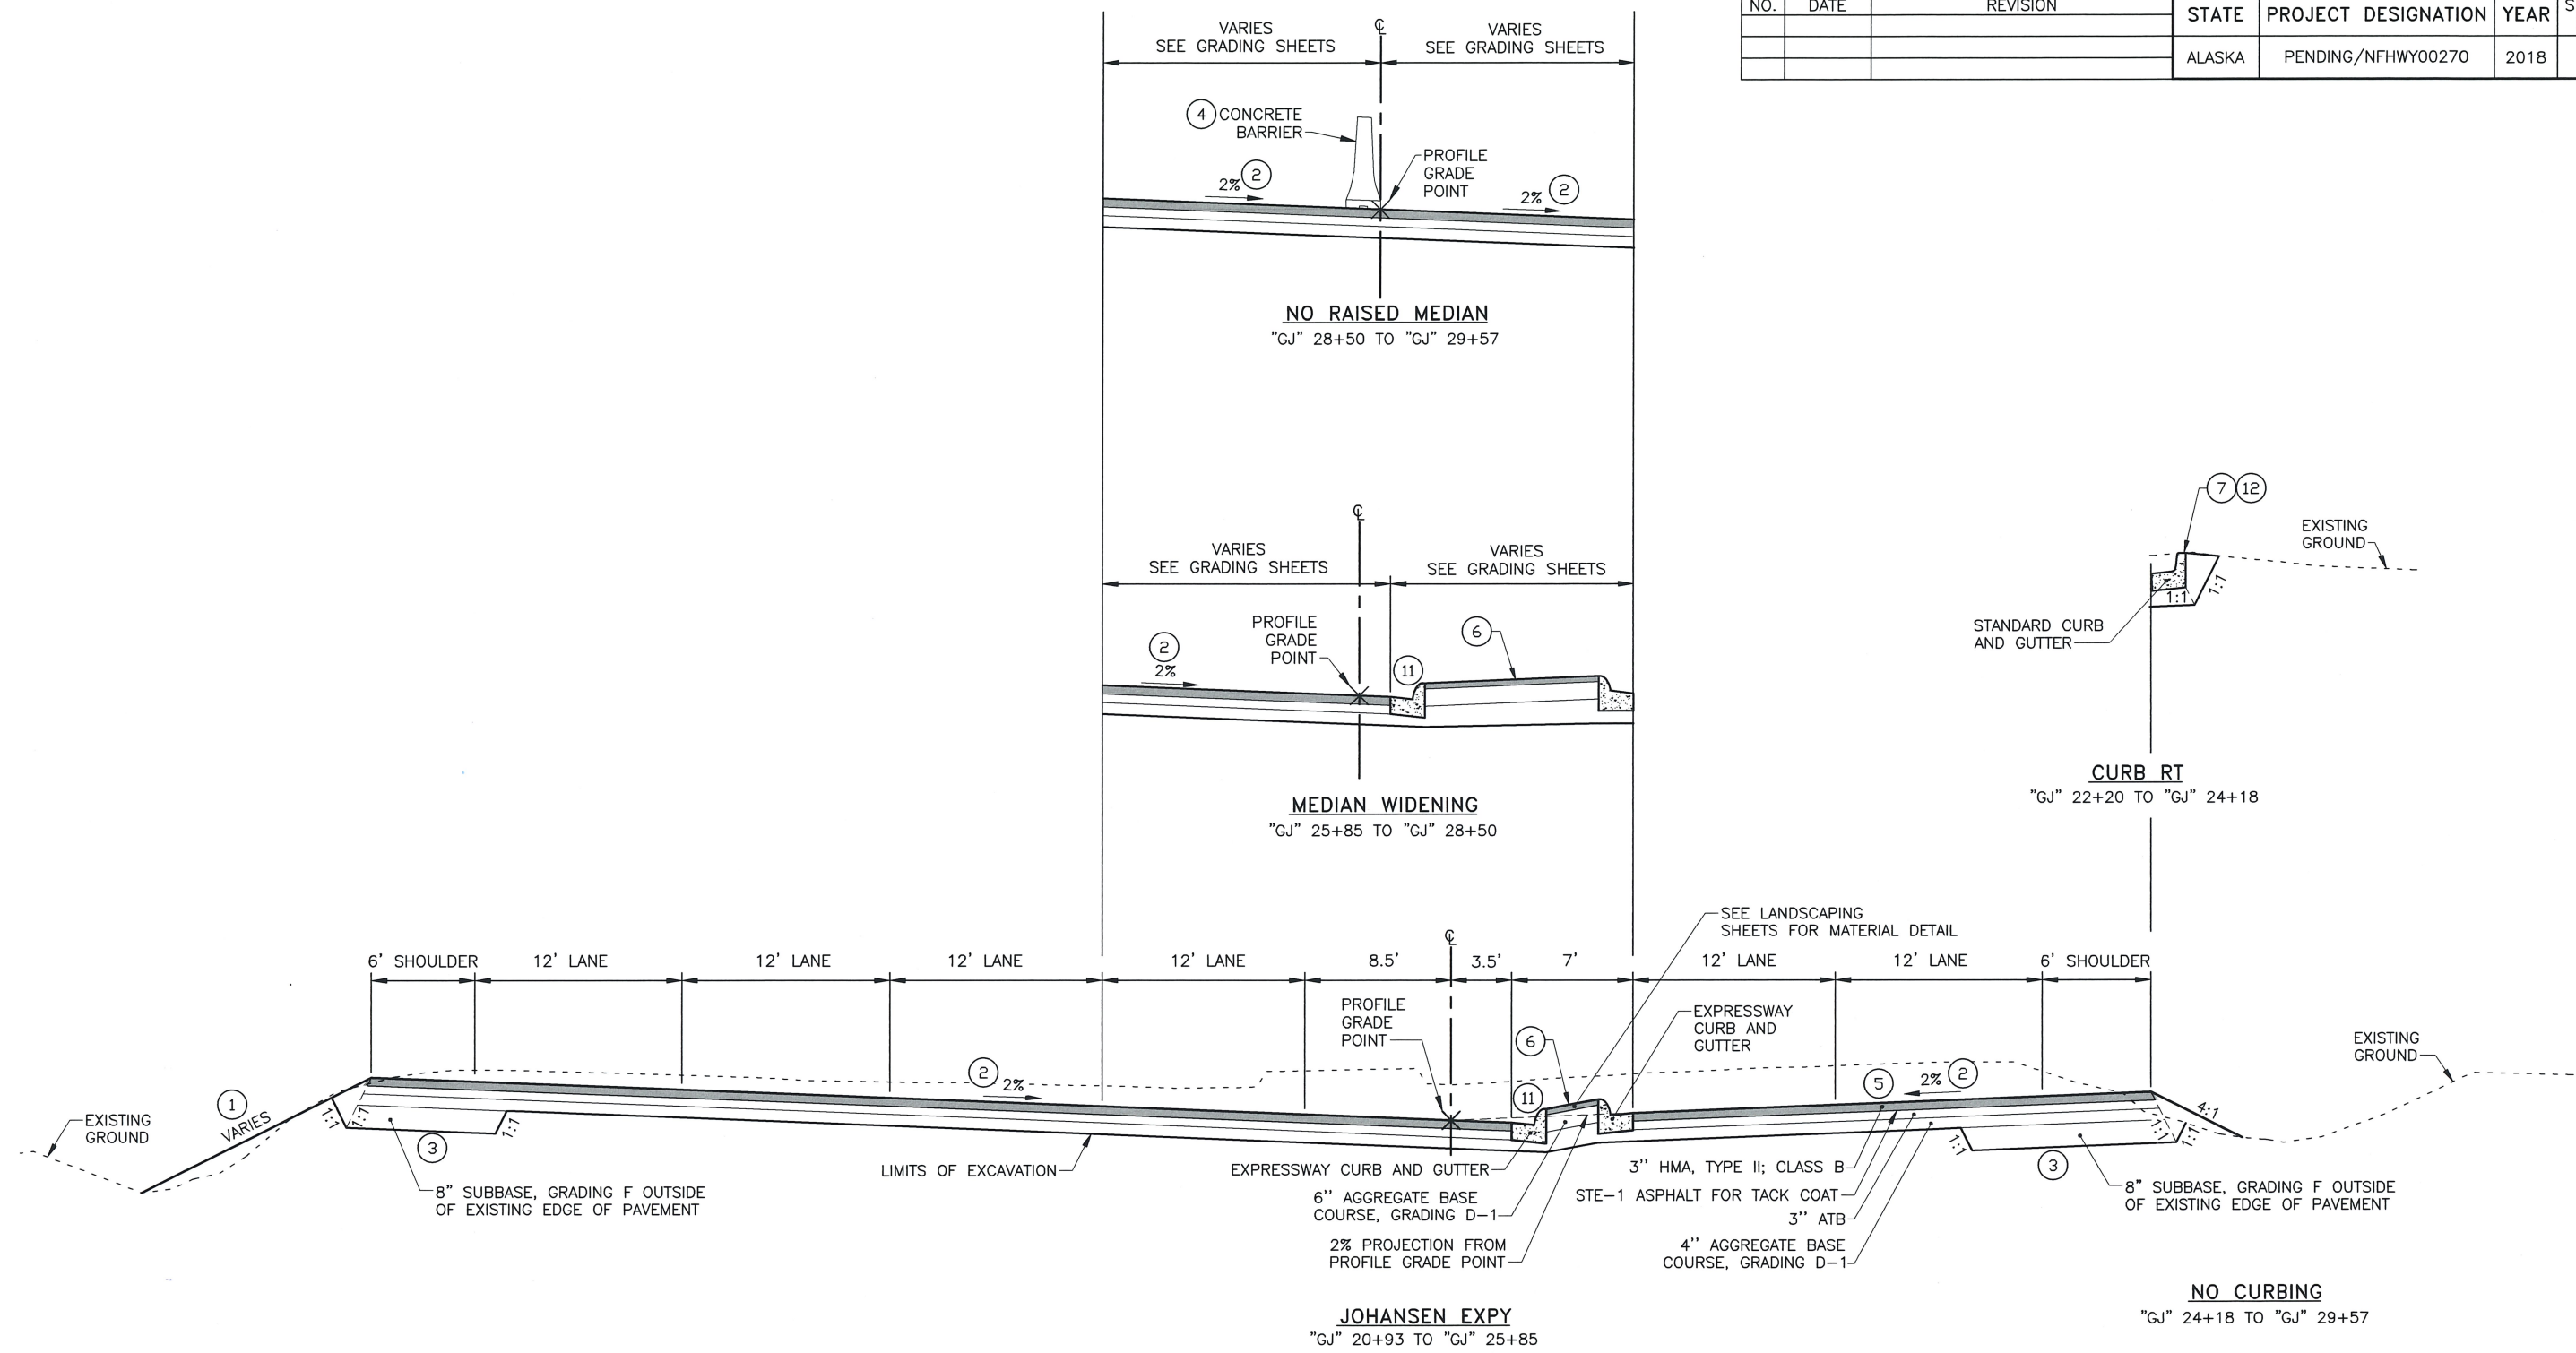 NO. DATE REVISION
STATE PROJECT DESIGNATION YEAR
ALASKA PENDING/NFHWY00270 2018
VARIES
SEE GRADING SHEETS
℄
VARIES
SEE GRADING SHEETS
4 CONCRETE
BARRIER
2% 2
PROFILE
GRADE
POINT
2% 2
NO RAISED MEDIAN
"GJ" 28+50 TO "GJ" 29+57
℄
VARIES
SEE GRADING SHEETS
VARIES
SEE GRADING SHEETS
2
2%
PROFILE
GRADE
POINT
11
6
MEDIAN WIDENING
"GJ" 25+85 TO "GJ" 28+50
7 12
EXISTING
GROUND
1:1
1:1
STANDARD CURB
AND GUTTER
CURB RT
"GJ" 22+20 TO "GJ" 24+18
SEE LANDSCAPING
SHEETS FOR MATERIAL DETAIL
℄
6' SHOULDER 12' LANE 12' LANE 12' LANE 12' LANE 8.5' 3.5' 7' 12' LANE 12' LANE 6' SHOULDER
PROFILE
GRADE
POINT
6
EXPRESSWAY
CURB AND
GUTTER
EXISTING
GROUND
1
VARIES
EXISTING
GROUND
1:1
1:1
1:1
3
2
2%
11
5
2% 2
4:1
1:1
1:1
1:1
3
LIMITS OF EXCAVATION
8" SUBBASE, GRADING F OUTSIDE
OF EXISTING EDGE OF PAVEMENT
EXPRESSWAY CURB AND GUTTER
6'' AGGREGATE BASE
COURSE, GRADING D-1
2% PROJECTION FROM
PROFILE GRADE POINT
3'' HMA, TYPE II; CLASS B
STE-1 ASPHALT FOR TACK COAT
3'' ATB
4'' AGGREGATE BASE
COURSE, GRADING D-1
8" SUBBASE, GRADING F OUTSIDE
OF EXISTING EDGE OF PAVEMENT
JOHANSEN EXPY
"GJ" 20+93 TO "GJ" 25+85
NO CURBING
"GJ" 24+18 TO "GJ" 29+57